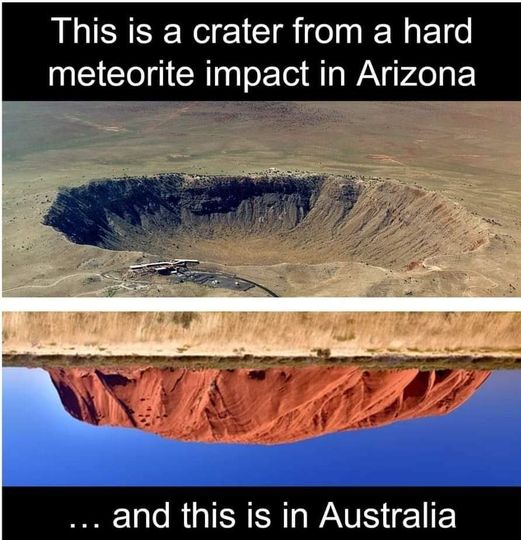 This is a crater from a hard
meteorite impact in Arizona
... and this is in Australia